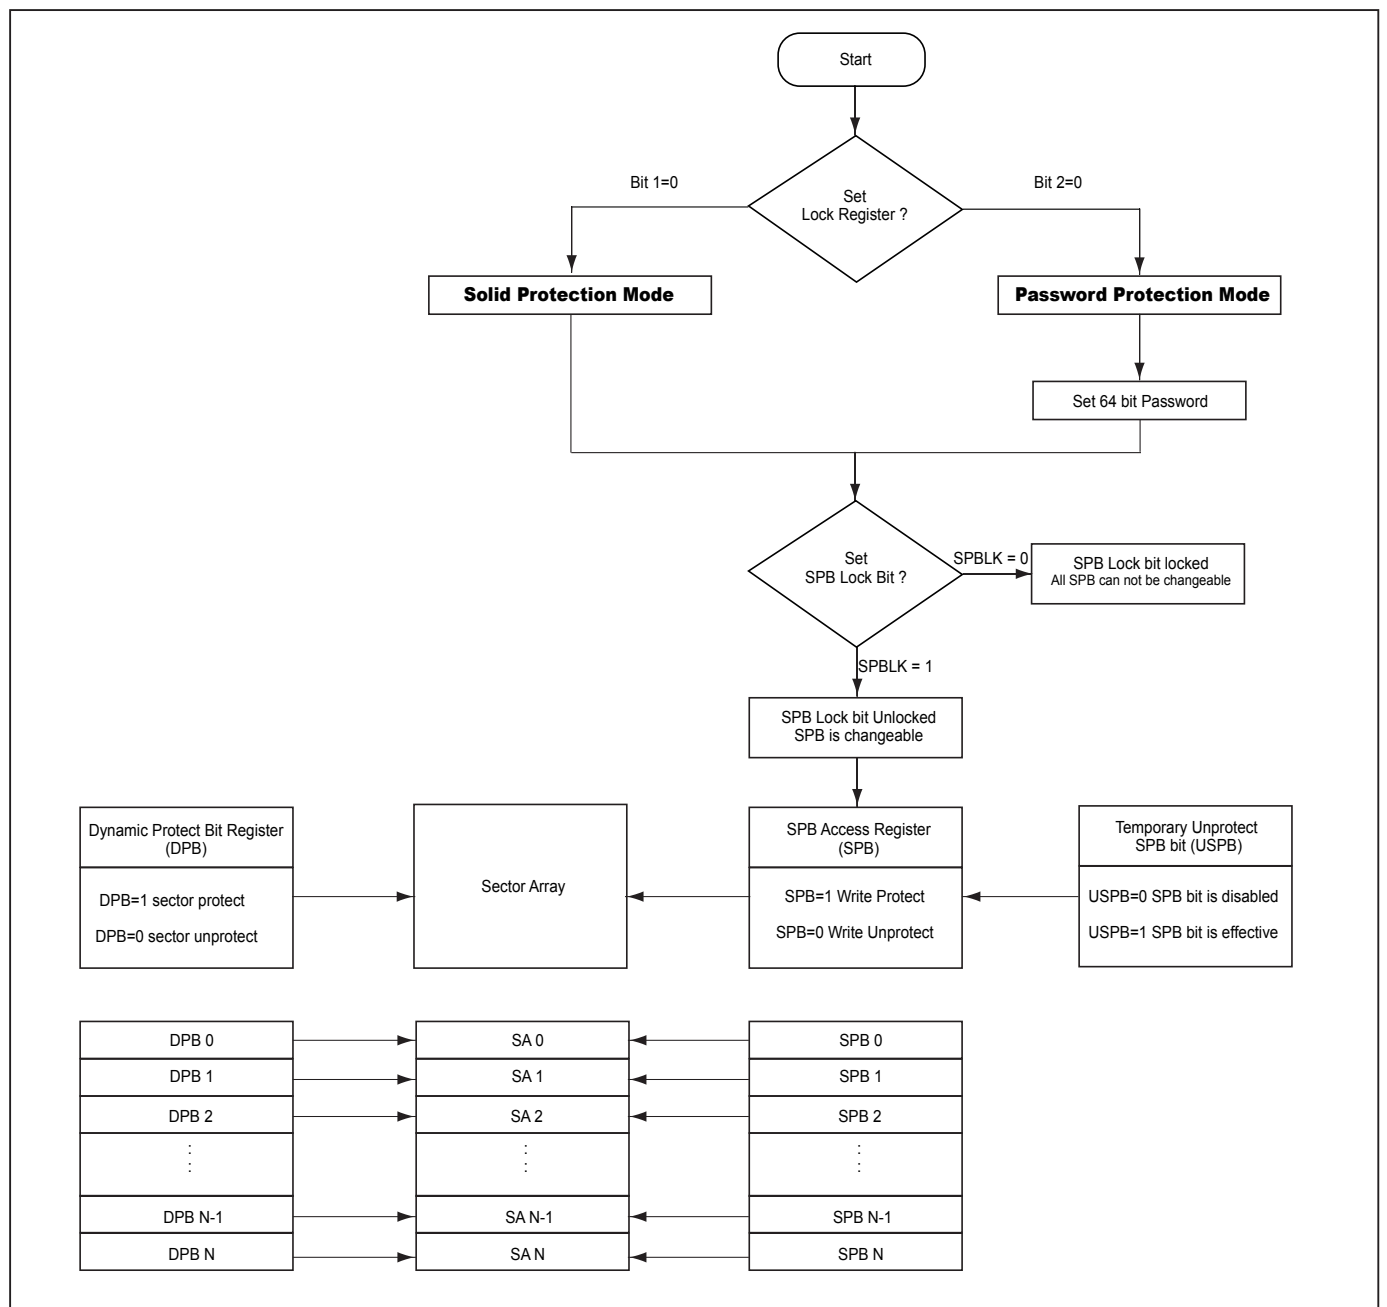 Start
Bit 1=0
Bit 2=0
Set
Lock Register ?
Solid Protection Mode
Password Protection Mode
Set 64 bit Password
Set
SPB Lock Bit ?
SPBLK = 0
SPB Lock bit locked
All SPB can not be changeable
SPBLK = 1
SPB Lock bit Unlocked
SPB is changeable
Dynamic Protect Bit Register
(DPB)
DPB=1 sector protect
DPB=0 sector unprotect
Sector Array
SPB Access Register
(SPB)
SPB=1 Write Protect
SPB=0 Write Unprotect
Temporary Unprotect
SPB bit (USPB)
USPB=0 SPB bit is disabled
USPB=1 SPB bit is effective
DPB 0
SA 0
SPB 0
DPB 1
SA 1
SPB 1
DPB 2
SA 2
SPB 2
DPB N-1
SA N-1
SPB N-1
DPB N
SA N
SPB N